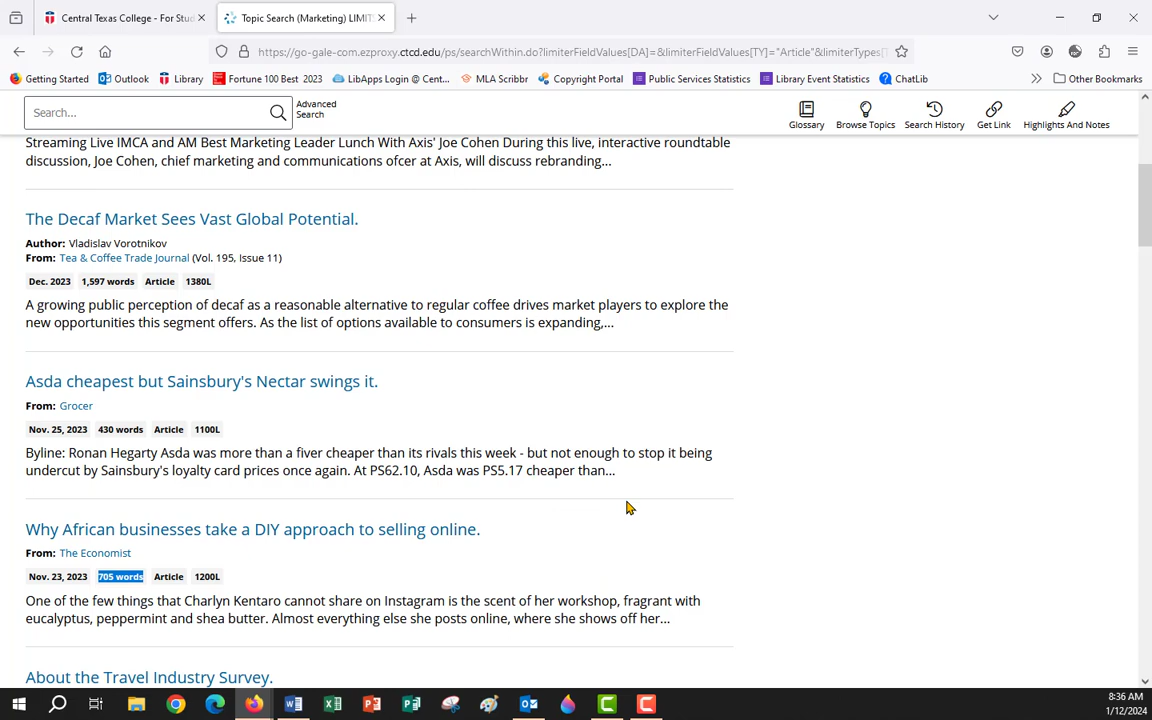 Central Texas College - For Stud
Topic Search (Marketing) LIMIT:
https://go-gale-com.ezproxy.ctcd.edu/ps/searchWithin.do?limiterFieldValues[DA]=&limiterFieldValues[TY]="Article"&limiterTypes[
Getting Started
Outlook
Library
Fortune 100 Best 2023
LibApps Login @ Cent...
MLA Scribbr
Copyright Portal
Public Services Statistics
Library Event Statistics
ChatLib
Other Bookmarks
Search...
Advanced
Search
Glossary
Browse Topics
Search History
Get Link
Highlights And Notes
Streaming Live IMCA and AM Best Marketing Leader Lunch With Axis' Joe Cohen During this live, interactive roundtable
discussion, Joe Cohen, chief marketing and communications ofcer at Axis, will discuss rebranding...
The Decaf Market Sees Vast Global Potential.
Author: Vladislav Vorotnikov
From: Tea & Coffee Trade Journal (Vol. 195, Issue 11)
Dec. 2023 1,597 words Article 1380L
A growing public perception of decaf as a reasonable alternative to regular coffee drives market players to explore the
new opportunities this segment offers. As the list of options available to consumers is expanding,...
Asda cheapest but Sainsbury's Nectar swings it.
From: Grocer
Nov. 25, 2023 430 words Article 1100L
Byline: Ronan Hegarty Asda was more than a fiver cheaper than its rivals this week - but not enough to stop it being
undercut by Sainsbury's loyalty card prices once again. At PS62.10, Asda was PS5.17 cheaper than...
Why African businesses take a DIY approach to selling online.
From: The Economist
Nov. 23, 2023 705 words Article 1200L
One of the few things that Charlyn Kentaro cannot share on Instagram is the scent of her workshop, fragrant with
eucalyptus, peppermint and shea butter. Almost everything else she posts online, where she shows off her...
About the Travel Industry Survey.
8:36 AM
1/12/2024